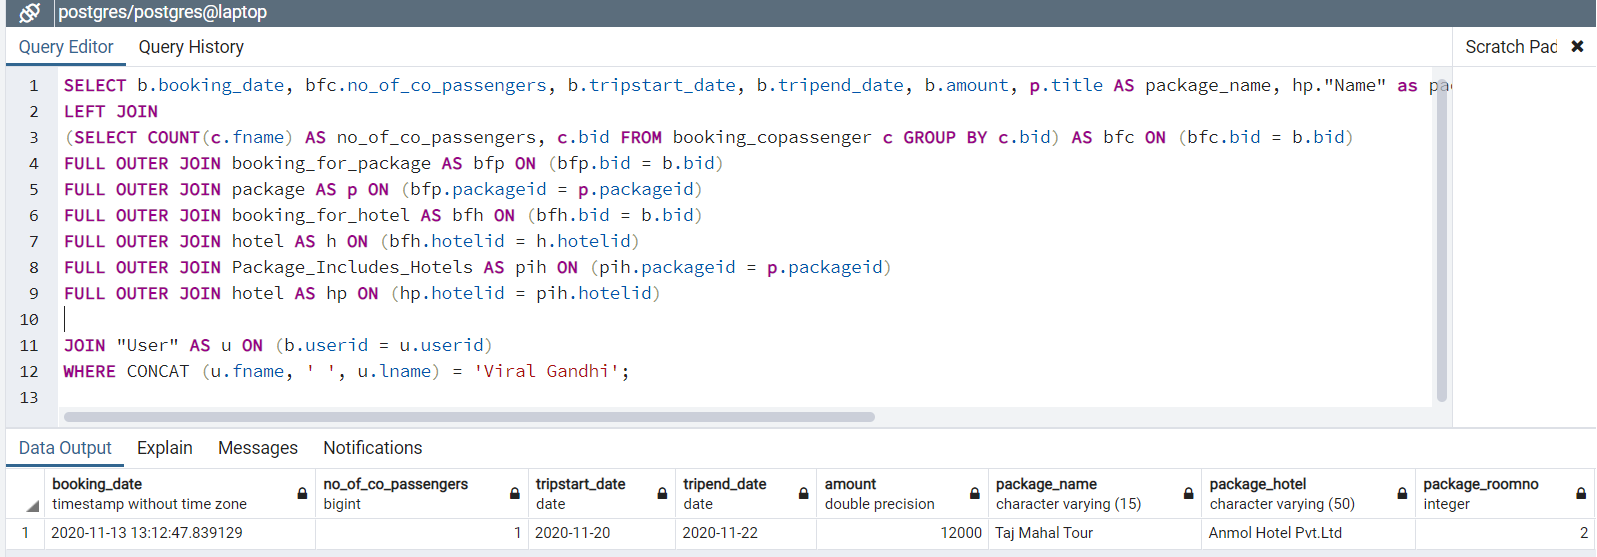 postgres/postgres@laptop
Query Editor Query History Scratch Pad ✖
1 SELECT b.booking_date, bfc.no_of_co_passengers, b.tripstart_date, b.tripend_date, b.amount, p.title AS package_name, hp."Name" as pac
2 LEFT JOIN
3 (SELECT COUNT(c.fname) AS no_of_co_passengers, c.bid FROM booking_copassenger c GROUP BY c.bid) AS bfc ON (bfc.bid = b.bid)
4 FULL OUTER JOIN booking_for_package AS bfp ON (bfp.bid = b.bid)
5 FULL OUTER JOIN package AS p ON (bfp.packageid = p.packageid)
6 FULL OUTER JOIN booking_for_hotel AS bfh ON (bfh.bid = b.bid)
7 FULL OUTER JOIN hotel AS h ON (bfh.hotelid = h.hotelid)
8 FULL OUTER JOIN Package_Includes_Hotels AS pih ON (pih.packageid = p.packageid)
9 FULL OUTER JOIN hotel AS hp ON (hp.hotelid = pih.hotelid)
10
11 JOIN "User" AS u ON (b.userid = u.userid)
12 WHERE CONCAT (u.fname, ' ', u.lname) = 'Viral Gandhi';
13
Data Output Explain Messages Notifications
booking_date no_of_co_passengers tripstart_date tripend_date amount package_name package_hotel package_roomno
timestamp without time zone bigint date date double precision character varying (15) character varying (50) integer
1 2020-11-13 13:12:47.839129 1 2020-11-20 2020-11-22 12000 Taj Mahal Tour Anmol Hotel Pvt.Ltd 2